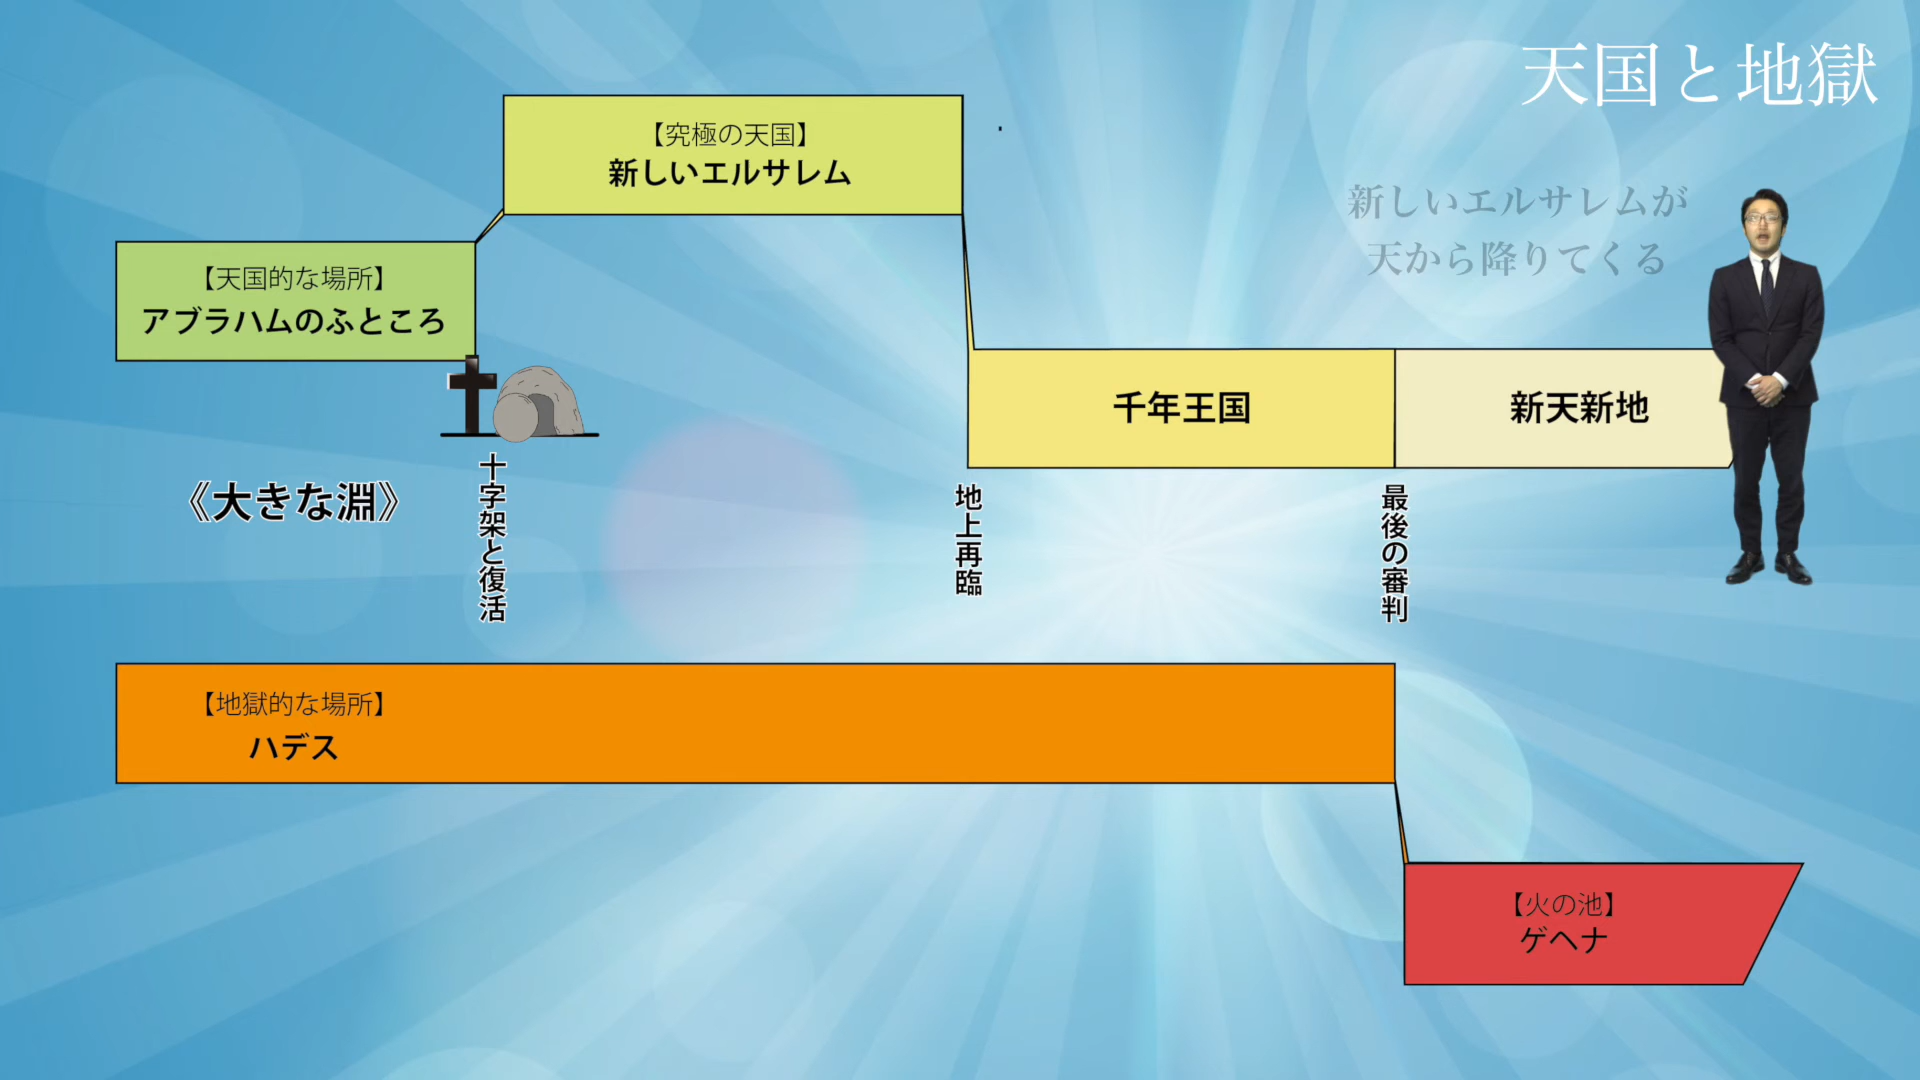 天国と地獄
【究極の天国】
新しいエルサレム
新しいエルサレムが
天から降りてくる
【天国的な場所】
アブラハムのふところ
千年王国
新天新地
《大きな淵》
十字架と復活
地上再臨
最後の審判
【地獄的な場所】
ハデス
【火の池】
ゲヘナ